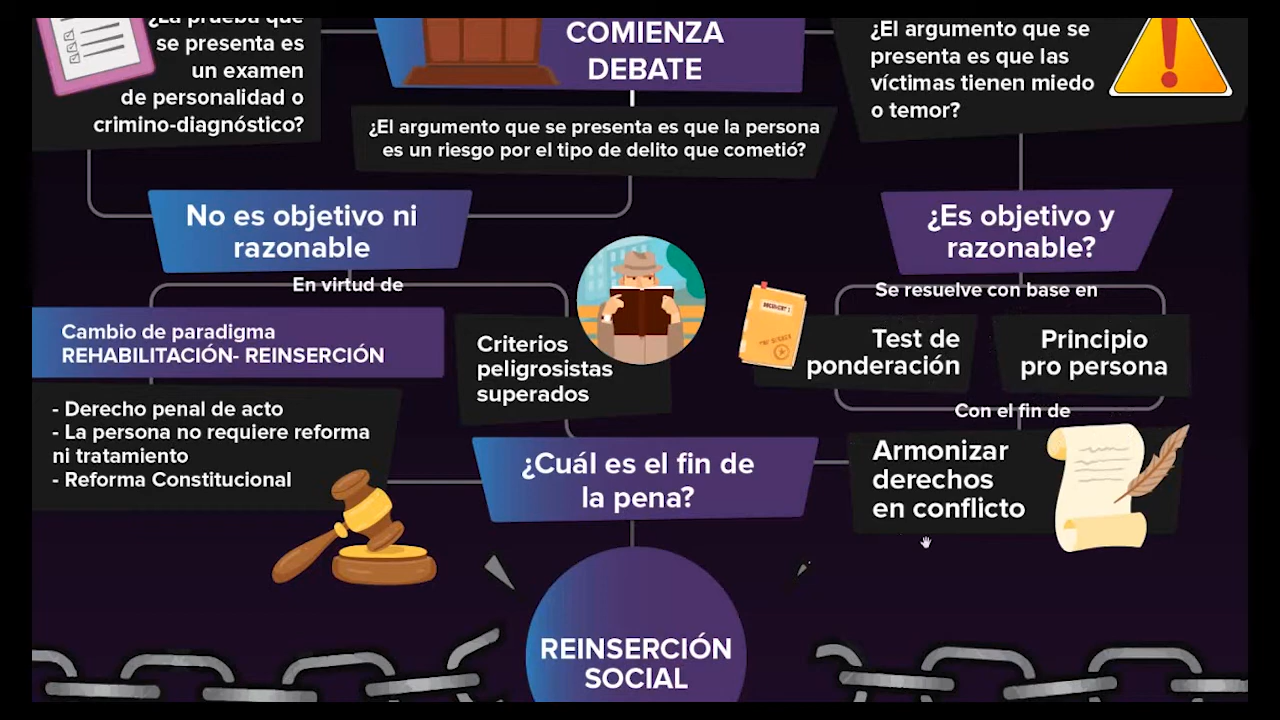 ¿La prueba que
se presenta es
un examen
de personalidad o
crimino-diagnóstico?
COMIENZA
DEBATE
¿El argumento que se
presenta es que las
víctimas tienen miedo
o temor?
¿El argumento que se presenta es que la persona
es un riesgo por el tipo de delito que cometió?
No es objetivo ni
razonable
¿Es objetivo y
razonable?
En virtud de
Se resuelve con base en
Cambio de paradigma
REHABILITACIÓN- REINSERCIÓN
Criterios
peligrosistas
superados
Test de
ponderación
Principio
pro persona
- Derecho penal de acto
- La persona no requiere reforma
ni tratamiento
- Reforma Constitucional
Con el fin de
Armonizar
derechos
en conflicto
¿Cuál es el fin de
la pena?
REINSERCIÓN
SOCIAL